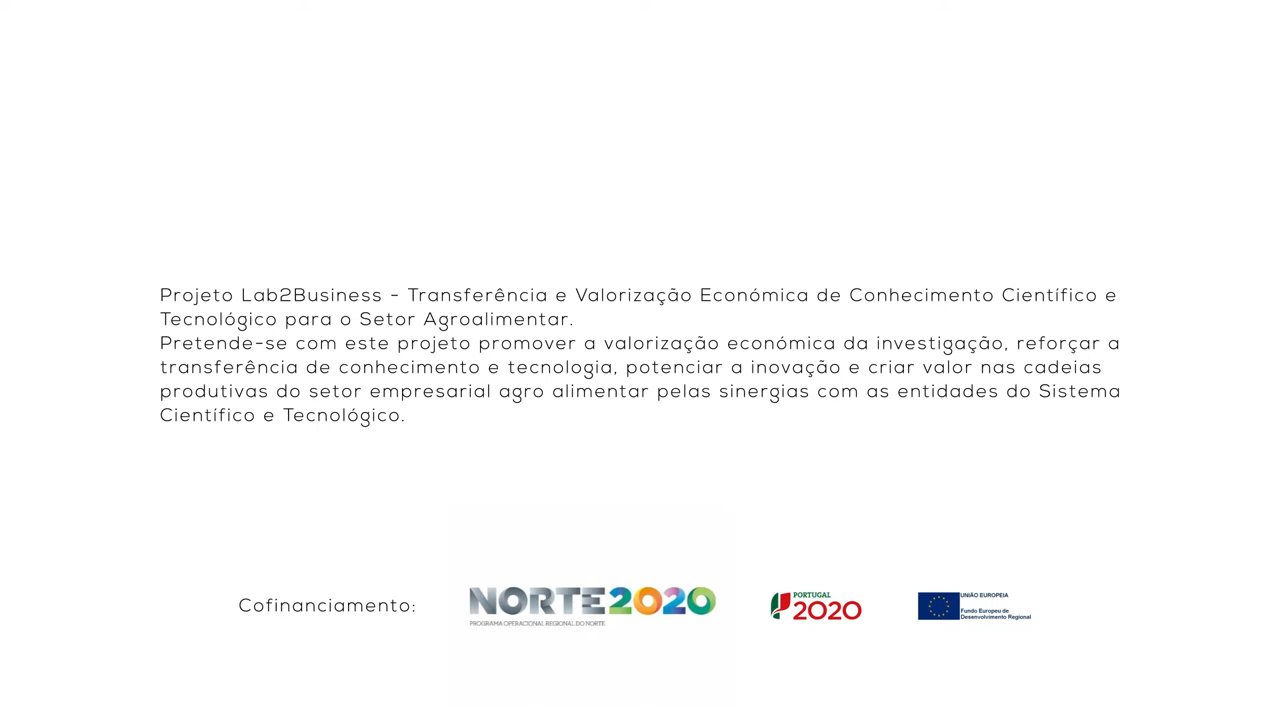 Projeto Lab2Business - Transferência e Valorização Económica de Conhecimento Científico e
Tecnológico para o Setor Agroalimentar.
Pretende-se com este projeto promover a valorização económica da investigação, reforçar a
transferência de conhecimento e tecnologia, potenciar a inovação e criar valor nas cadeias
produtivas do setor empresarial agro alimentar pelas sinergias com as entidades do Sistema
Científico e Tecnológico.
Cofinanciamento:
NORTE2020
PROGRAMA OPERACIONAL REGIONAL DO NORTE
PORTUGAL
2020
UNIÃO EUROPEIA
Fundo Europeu de
Desenvolvimento Regional